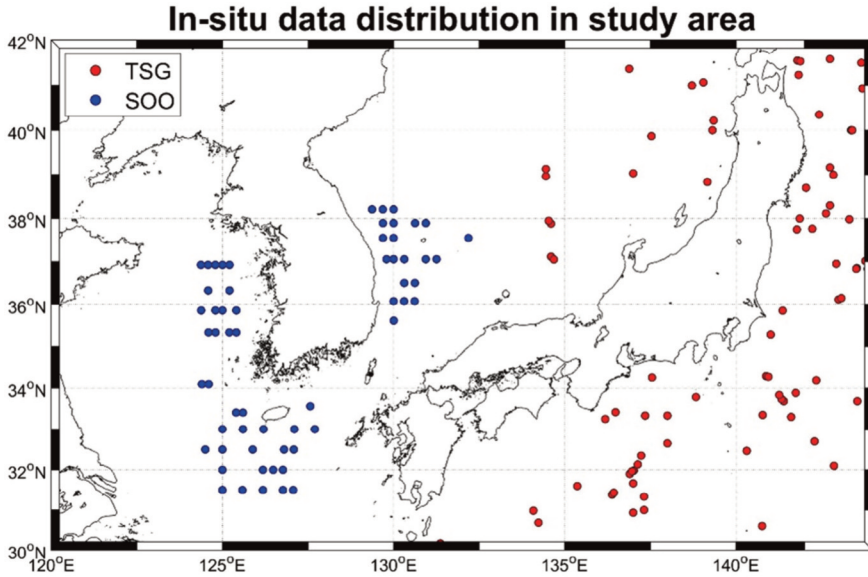 In-situ data distribution in study area
TSG
SOO
42°N
40°N
38°N
36°N
34°N
32°N
30°N
120°E
125°E
130°E
135°E
140°E